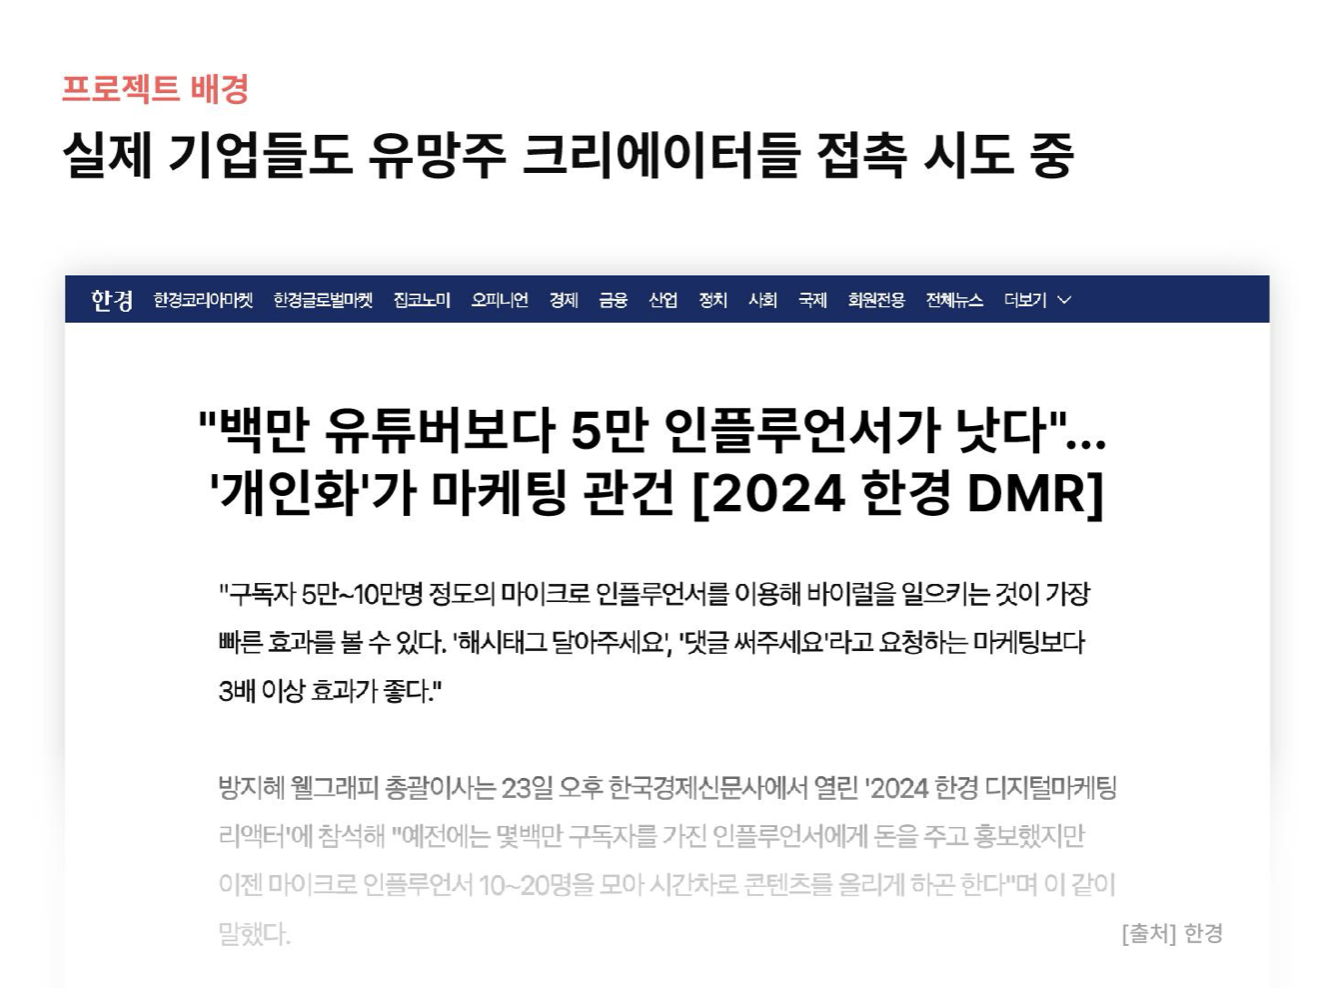 프로젝트 배경
실제 기업들도 유망주 크리에이터들 접촉 시도 중
한경 한경코리아마켓 한경글로벌마켓 집코노미 오피니언 경제 금융 산업 정치 사회 국제 회원전용 전체뉴스 더보기
"백만 유튜버보다 5만 인플루언서가 낫다"...
'개인화'가 마케팅 관건 [2024 한경 DMR]
"구독자 5만~10만명 정도의 마이크로 인플루언서를 이용해 바이럴을 일으키는 것이 가장
빠른 효과를 볼 수 있다. '해시태그 달아주세요', '댓글 써주세요'라고 요청하는 마케팅보다
3배 이상 효과가 좋다."
방지혜 웰그래피 총괄이사는 23일 오후 한국경제신문사에서 열린 '2024 한경 디지털마케팅
리액터'에 참석해 "예전에는 몇백만 구독자를 가진 인플루언서에게 돈을 주고 홍보했지만
이젠 마이크로 인플루언서 10~20명을 모아 시간차로 콘텐츠를 올리게 하곤 한다"며 이 같이
말했다.
[출처] 한경